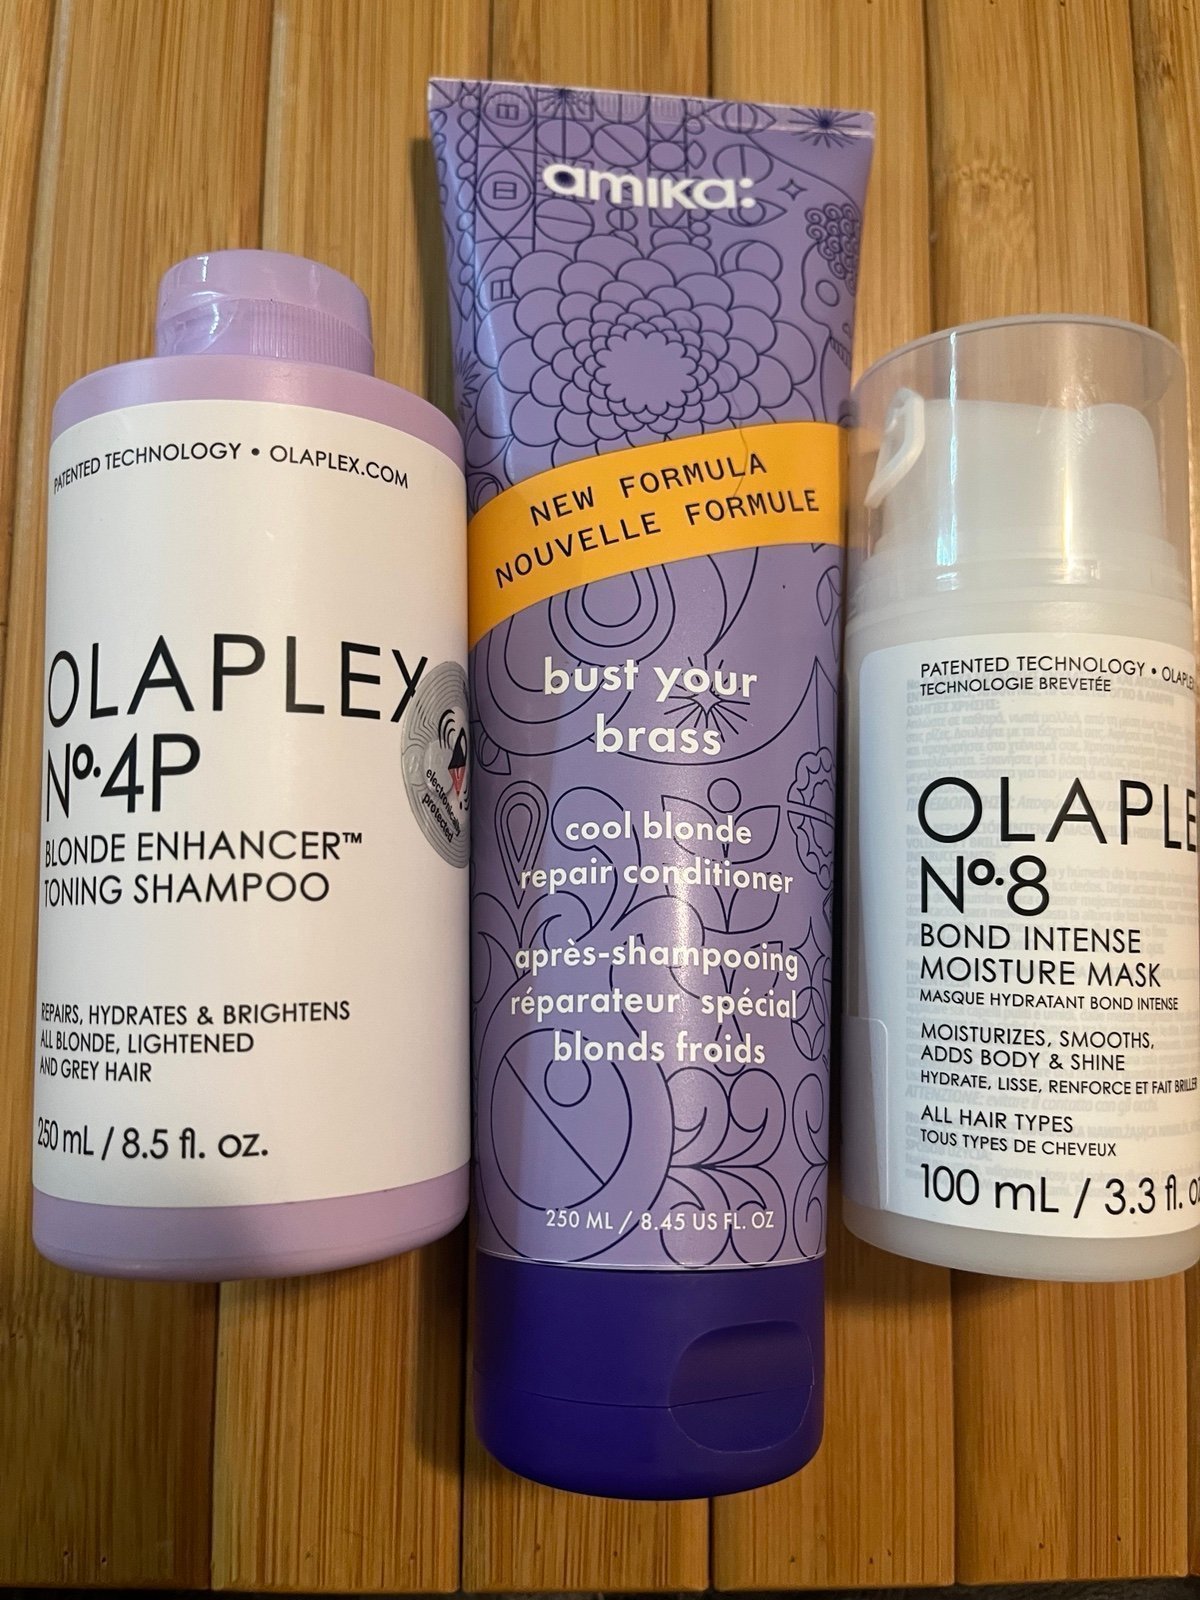 PATENTED TECHNOLOGY • OLAPLEX.COM
OLAPLEX
Nº.4P
BLONDE ENHANCER™
TONING SHAMPOO
REPAIRS, HYDRATES & BRIGHTENS
ALL BLONDE, LIGHTENED
AND GREY HAIR
250 mL / 8.5 fl. oz.
electronically
protected
amika:
NEW FORMULA
NOUVELLE FORMULE
bust your
brass
cool blonde
repair conditioner
après-shampooing
réparateur spécial
blonds froids
250 ML / 8.45 US FL. OZ
PATENTED TECHNOLOGY • OLAPLE
TECHNOLOGIE BREVETÉE
OLAPLE
Nº.8
BOND INTENSE
MOISTURE MASK
MASQUE HYDRATANT BOND INTENSE
MOISTURIZES, SMOOTHS,
ADDS BODY & SHINE
HYDRATE, LISSE, RENFORCE ET FAIT BRILLER
ALL HAIR TYPES
TOUS TYPES DE CHEVEUX
100 mL / 3.3 fl. oz